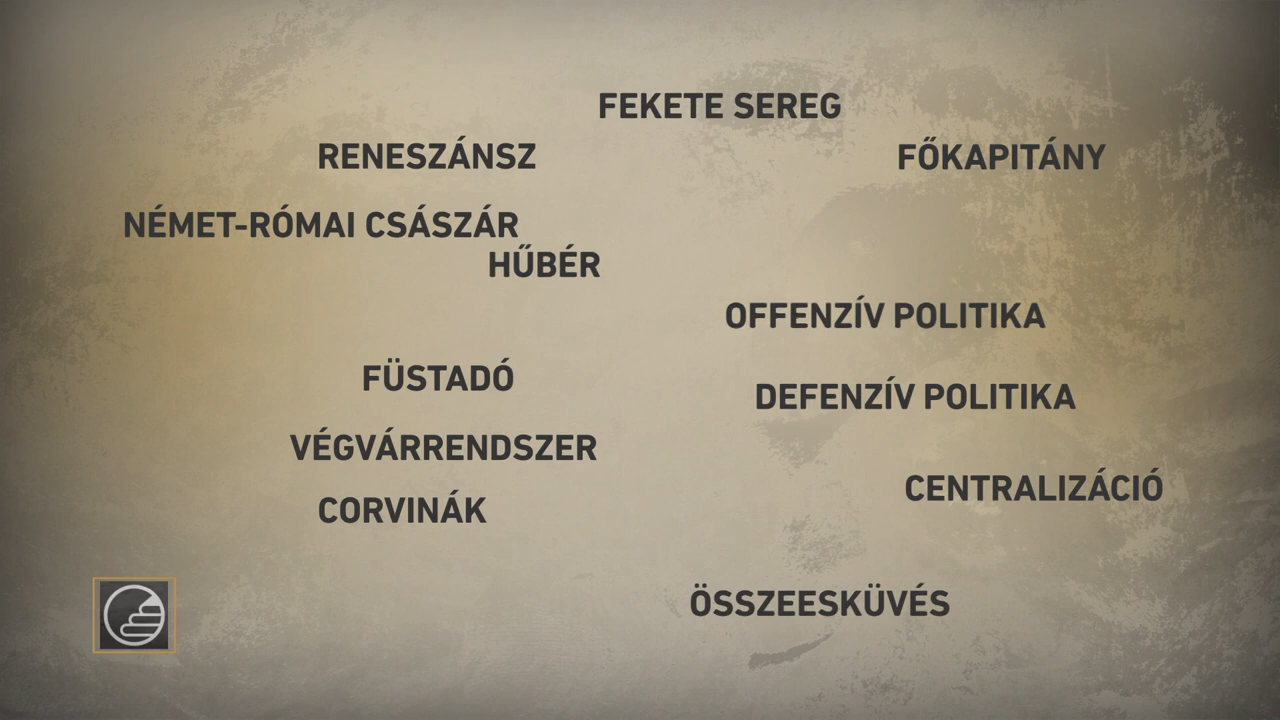 FEKETE SEREG
RENESZÁNSZ
FŐKAPITÁNY
NÉMET-RÓMAI CSÁSZÁR
HŰBÉR
OFFENZÍV POLITIKA
FÜSTADÓ
DEFENZÍV POLITIKA
VÉGVÁRRENDSZER
CENTRALIZÁCIÓ
CORVINÁK
ÖSSZEESKÜVÉS